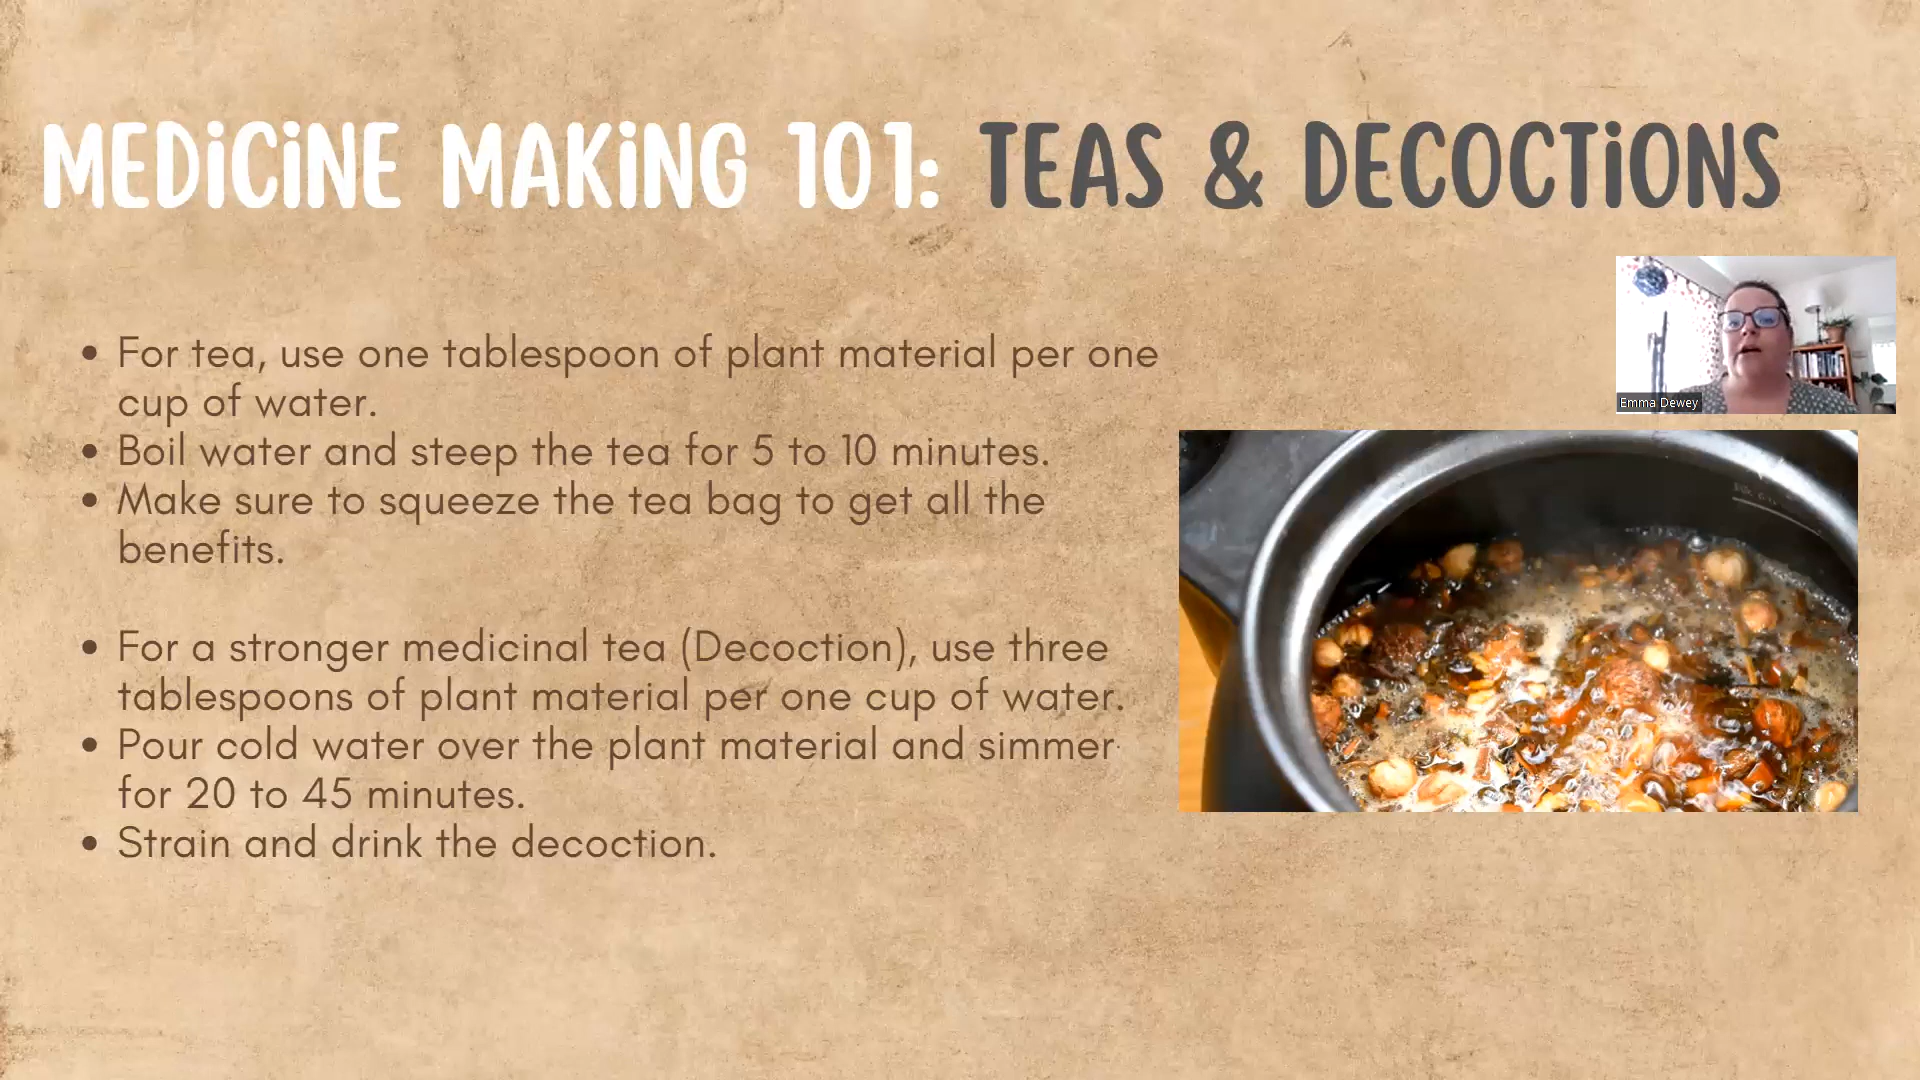 MEDiCiNE MAKiNG 101: TEAS & DECOCTiONS
Emma Dewey
• For tea, use one tablespoon of plant material per one
cup of water.
• Boil water and steep the tea for 5 to 10 minutes.
• Make sure to squeeze the tea bag to get all the
benefits.
• For a stronger medicinal tea (Decoction), use three
tablespoons of plant material per one cup of water.
• Pour cold water over the plant material and simmer
for 20 to 45 minutes.
• Strain and drink the decoction.